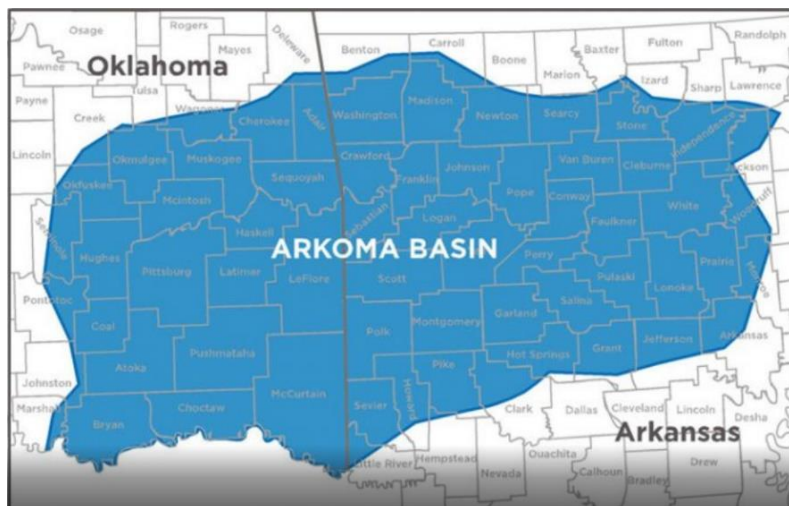 Osage
Rogers
Mayes
Delaware
Benton
Carroll
Boone
Marion
Baxter
Fulton
Izard
Sharp
Randolph
Lawrence
Pawnee
Oklahoma
Tulsa
Payne
Creek
Cherokee
Adair
Washington
Madison
Newton
Searcy
Stone
Independence
Jackson
Lincoln
Okmulgee
Muskogee
Okfuskee
McIntosh
Sequoyah
Crawford
Franklin
Johnson
Pope
Van Buren
Cleburne
Conway
White
Woodruff
Seminole
Hughes
Haskell
Sebastian
Logan
Faulkner
ARKOMA BASIN
Pittsburg
Latimer
LeFlore
Scott
Perry
Pulaski
Lonoke
Prairie
Monroe
Pontotoc
Coal
Atoka
Pushmataha
Polk
Montgomery
Garland
Salina
Hot Springs
Grant
Jefferson
Arkansas
Johnston
Marshall
Bryan
Choctaw
McCurtain
Sevier
Howard
Pike
Clark
Dallas
Cleveland
Lincoln
Desha
Arkansas
Hempstead
Nevada
Ouachita
Calhoun
Bradley
Drew